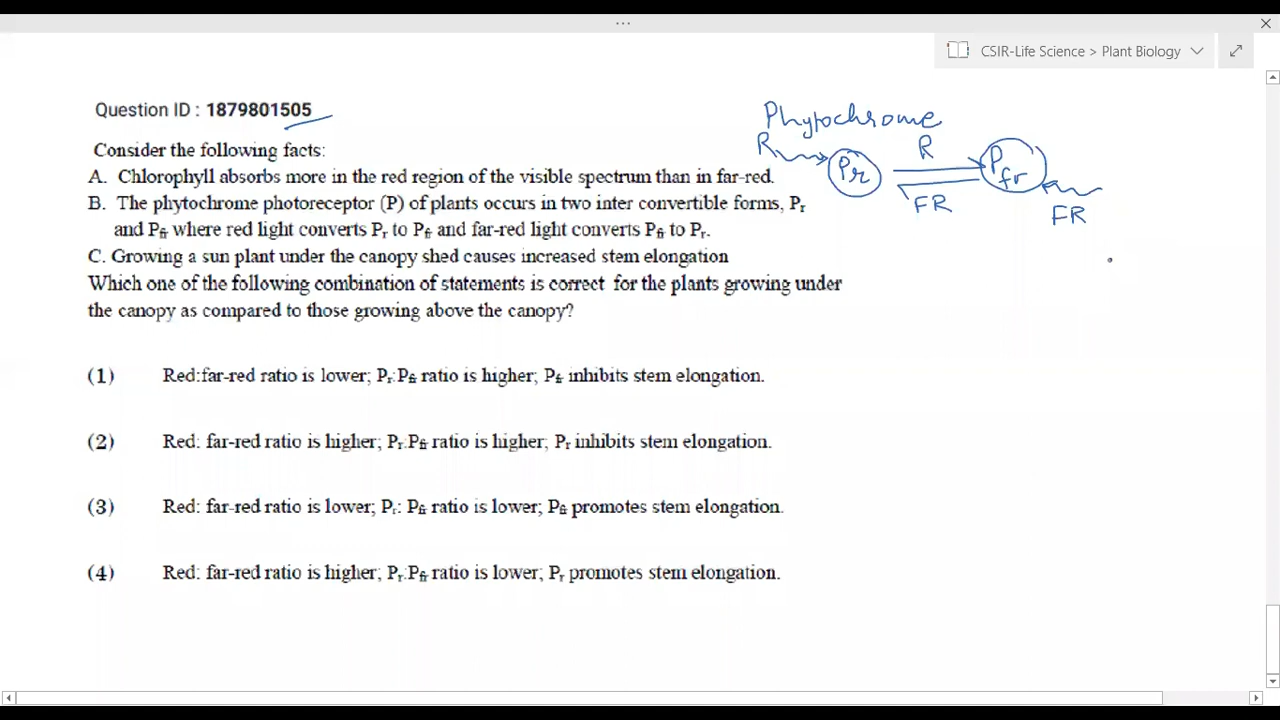 ...
CSIR-Life Science > Plant Biology
Question ID : 1879801505
Phytochrome
Consider the following facts:
R Pr R Pfr
A. Chlorophyll absorbs more in the red region of the visible spectrum than in far-red.
FR FR
B. The phytochrome photoreceptor (P) of plants occurs in two inter convertible forms, Pr
and Pfr where red light converts Pr to Pfr and far-red light converts Pfr to Pr.
C. Growing a sun plant under the canopy shed causes increased stem elongation
Which one of the following combination of statements is correct for the plants growing under
the canopy as compared to those growing above the canopy?
(1) Red:far-red ratio is lower; Pr:Pfr ratio is higher; Pfr inhibits stem elongation.
(2) Red: far-red ratio is higher; Pr:Pfr ratio is higher; Pr inhibits stem elongation.
(3) Red: far-red ratio is lower; Pr: Pfr ratio is lower; Pfr promotes stem elongation.
(4) Red: far-red ratio is higher; Pr:Pfr ratio is lower; Pr promotes stem elongation.